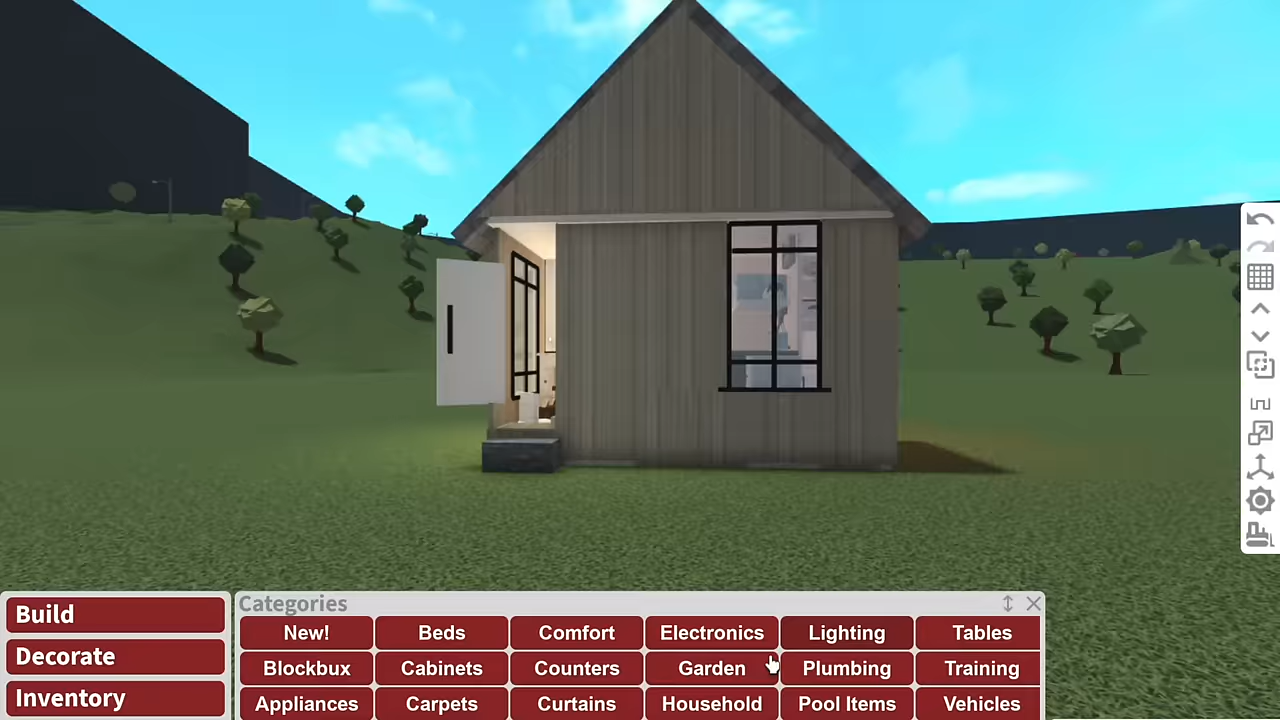 Build
Decorate
Inventory
Categories
New! Beds Comfort Electronics Lighting Tables
Blockbux Cabinets Counters Garden Plumbing Training
Appliances Carpets Curtains Household Pool Items Vehicles